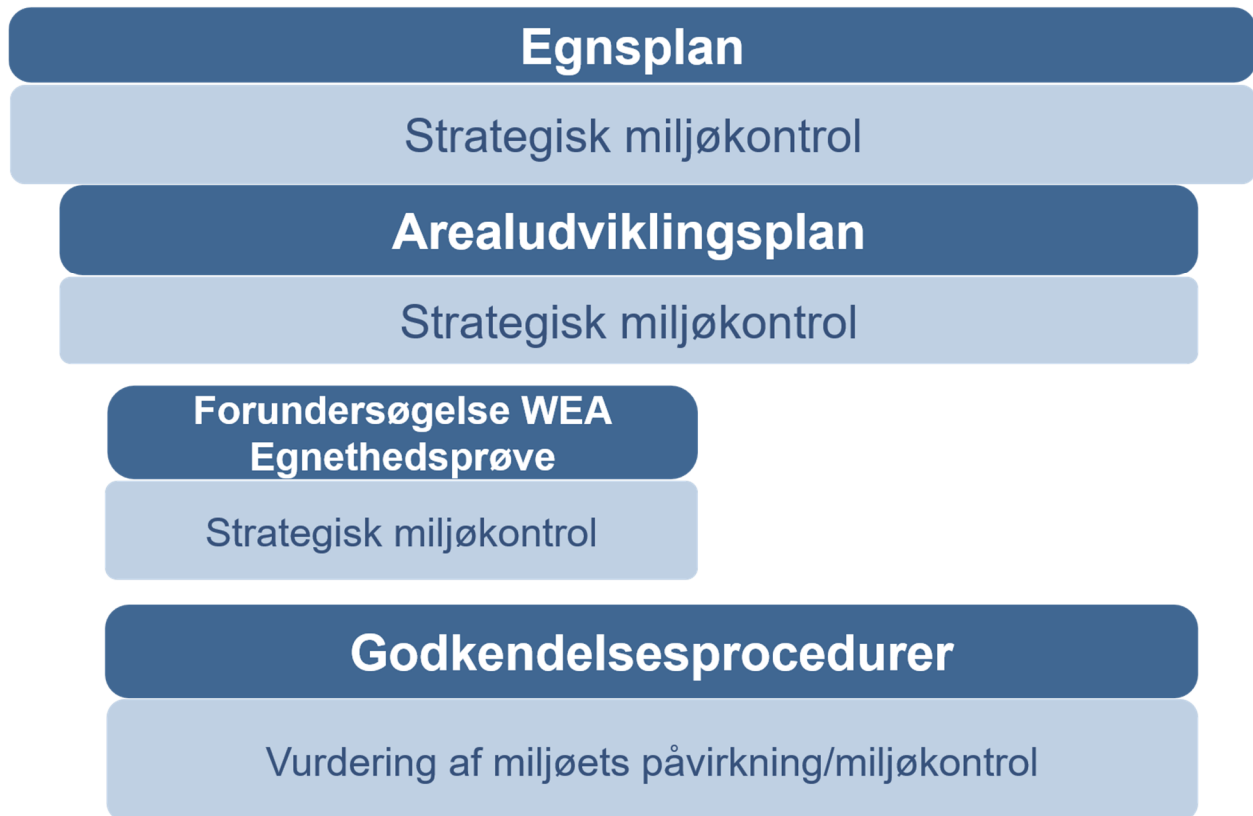 Egnsplan
Strategisk miljøkontrol
Arealudviklingsplan
Strategisk miljøkontrol
Forundersøgelse WEA
Egnethedsprøve
Strategisk miljøkontrol
Godkendelsesprocedurer
Vurdering af miljøets påvirkning/miljøkontrol